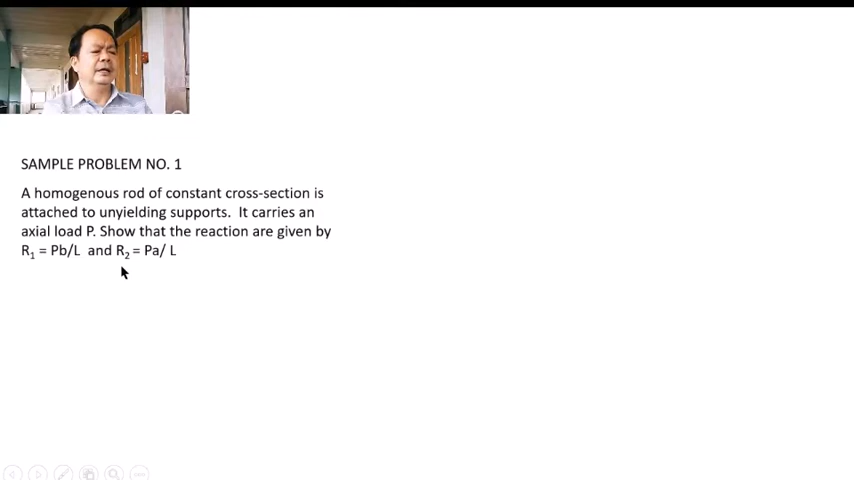 SAMPLE PROBLEM NO. 1
A homogenous rod of constant cross-section is
attached to unyielding supports.  It carries an
axial load P. Show that the reaction are given by
R₁ = Pb/L  and R₂ = Pa/ L